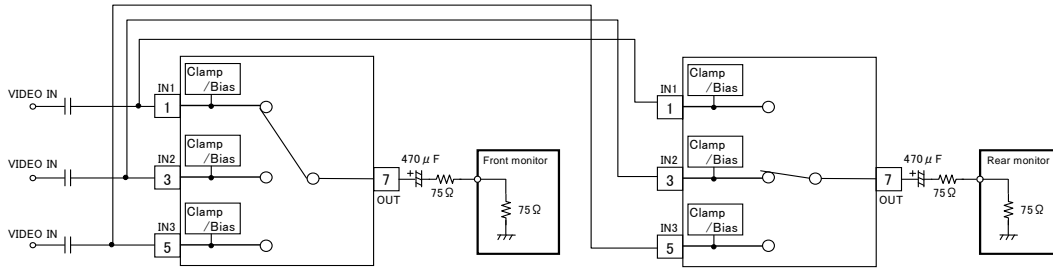 VIDEO IN
VIDEO IN
VIDEO IN
IN1
1
Clamp
/Bias
IN2
3
Clamp
/Bias
IN3
5
Clamp
/Bias
7
OUT
470μF
+
75Ω
Front monitor
75Ω
IN1
1
Clamp
/Bias
IN2
3
Clamp
/Bias
IN3
5
Clamp
/Bias
7
OUT
470μF
+
75Ω
Rear monitor
75Ω